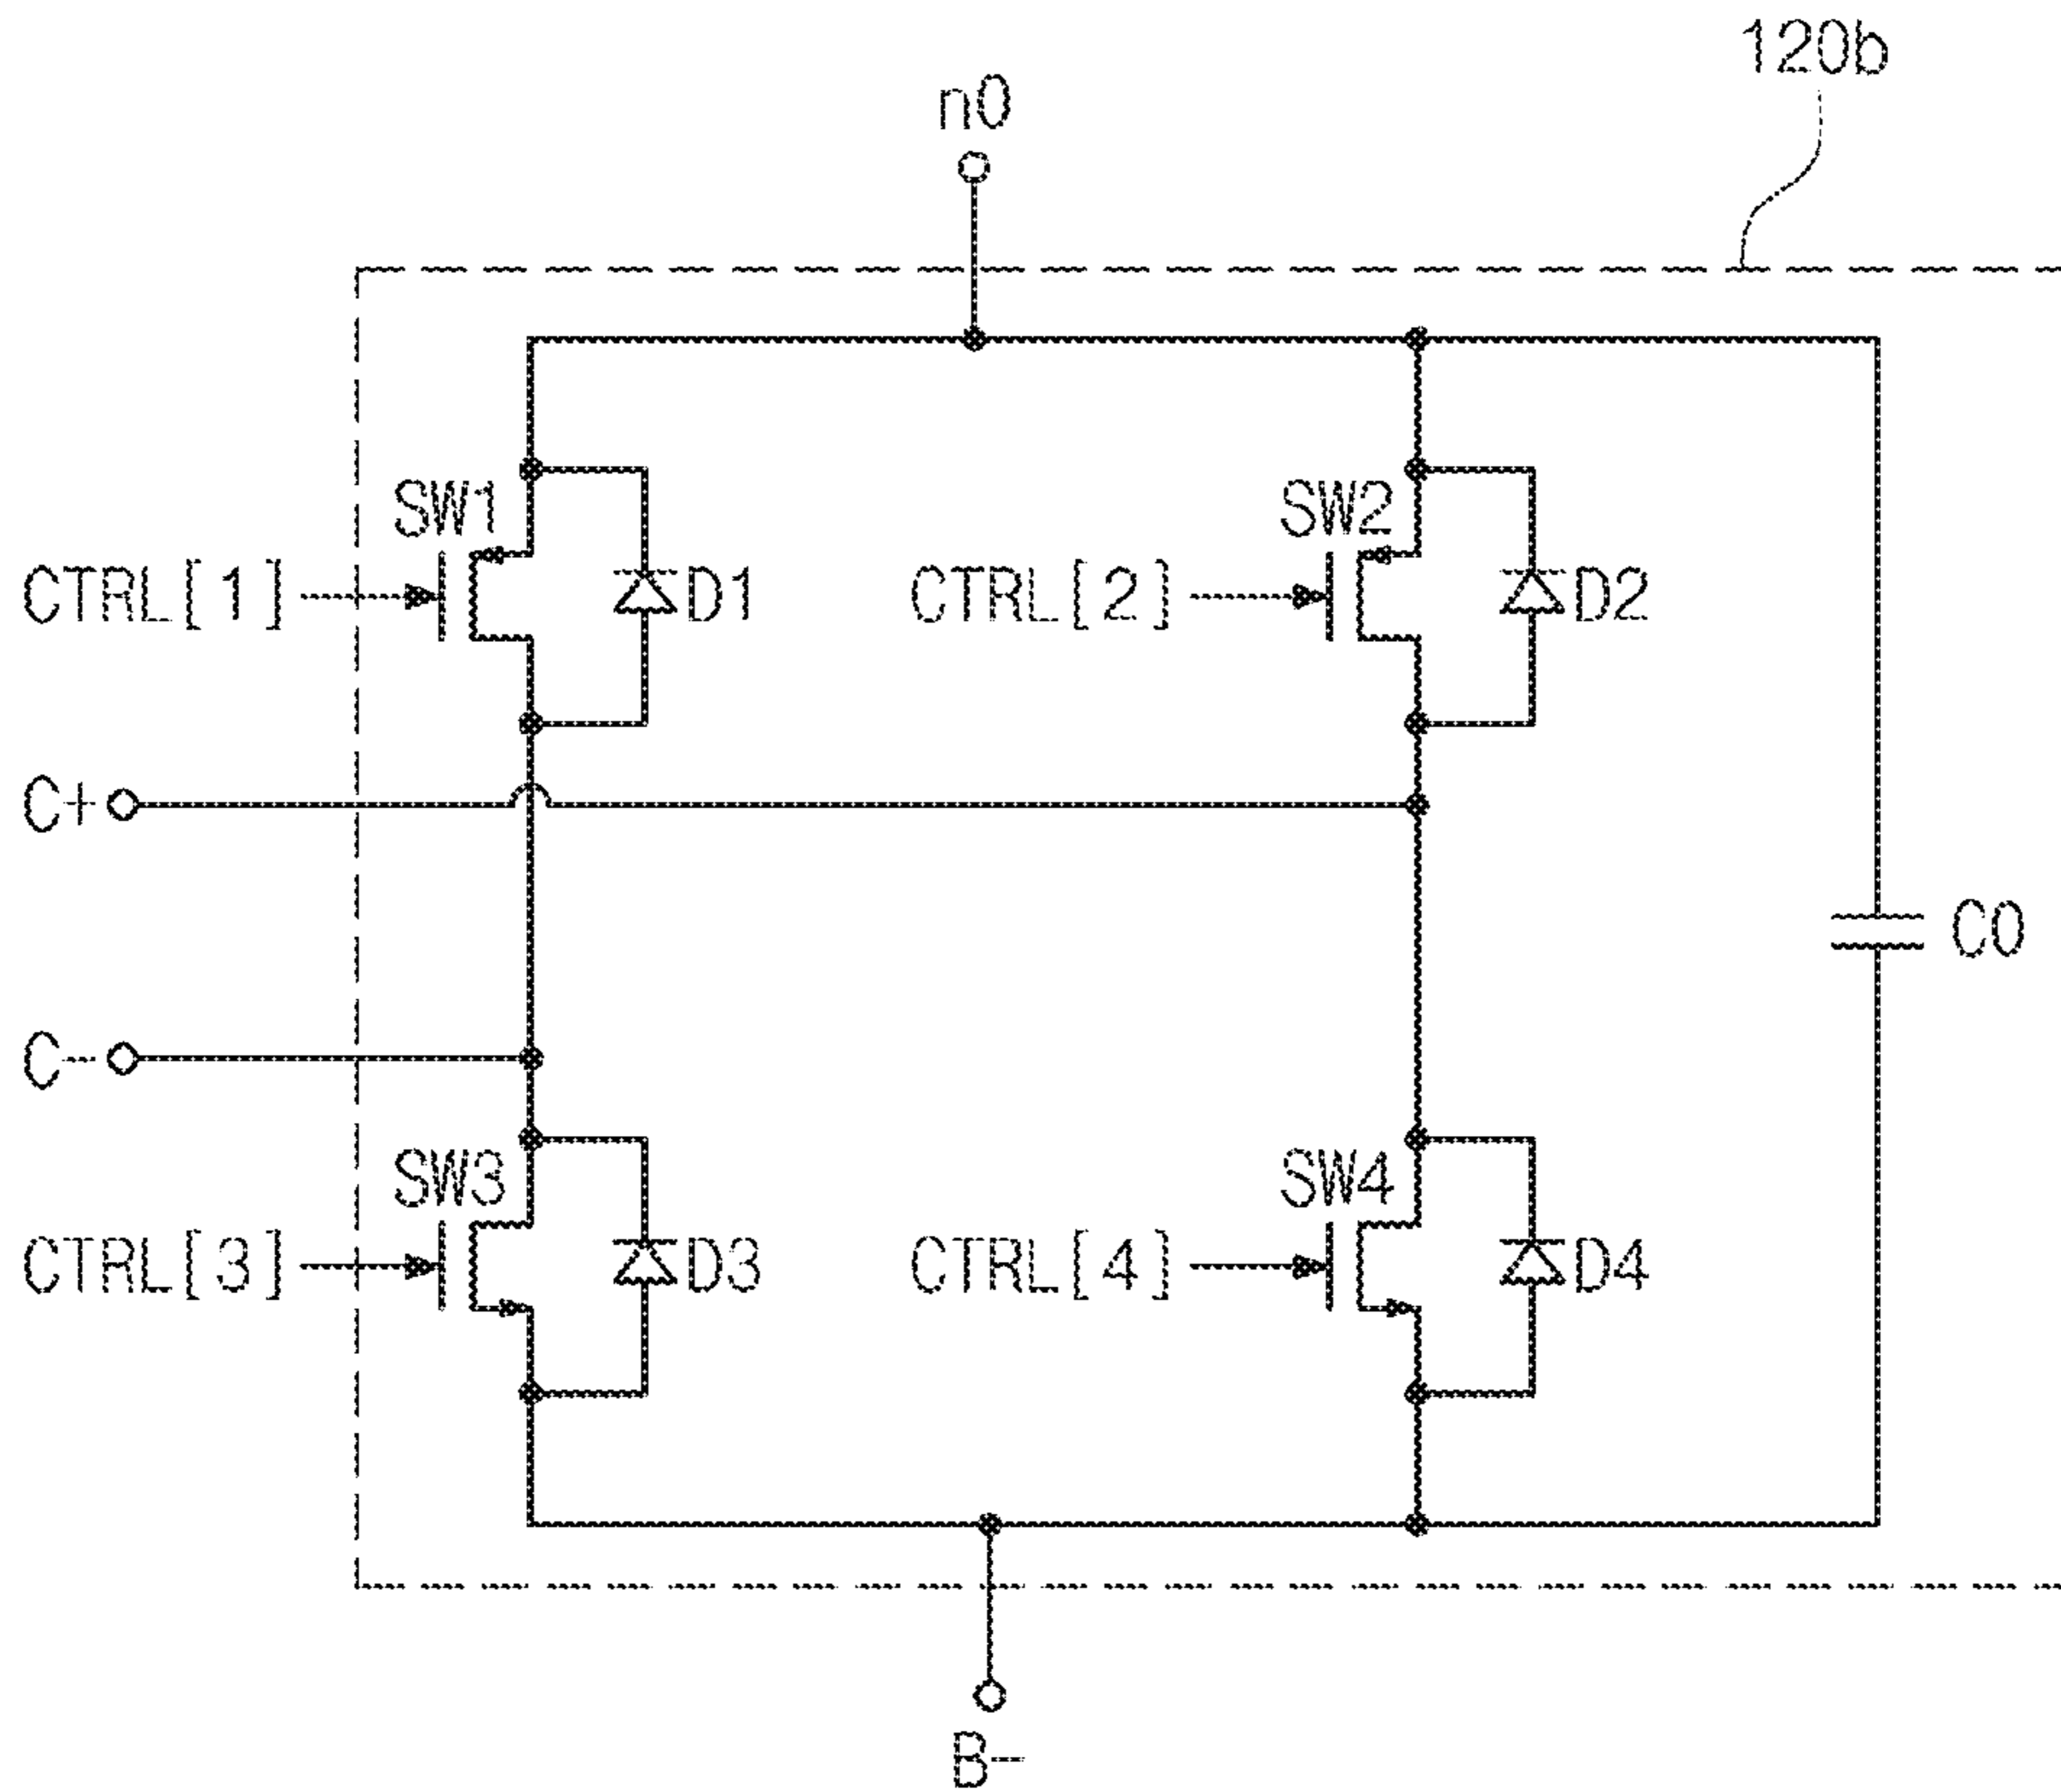 120b
n0
SW1
SW2
CTRL[1]
D1
CTRL[2]
D2
C+
C0
C-
SW3
SW4
CTRL[3]
D3
CTRL[4]
D4
B-